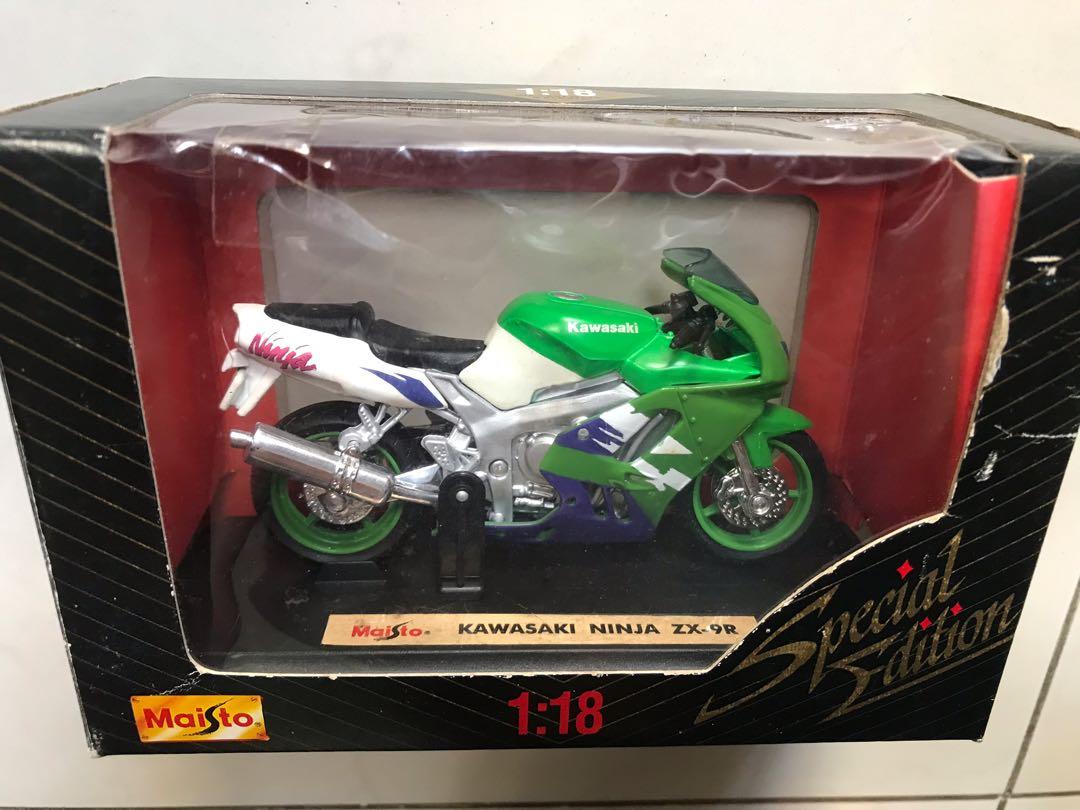 1:18
Kawasaki
Ninja
Maisto® KAWASAKI NINJA ZX-9R
Special
Edition
Maisto®
1:18